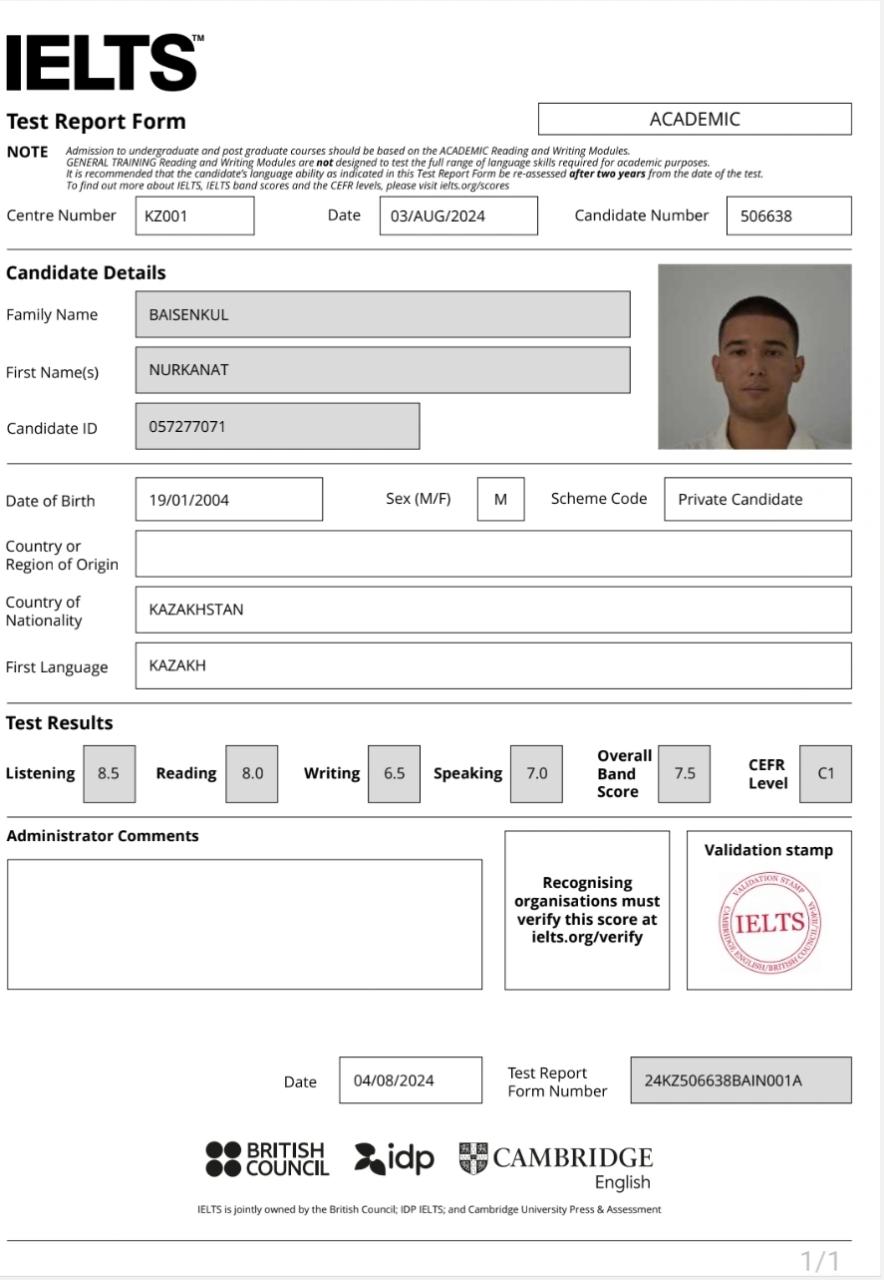 IELTS™
Test Report Form
ACADEMIC
NOTE Admission to undergraduate and post graduate courses should be based on the ACADEMIC Reading and Writing Modules.
GENERAL TRAINING Reading and Writing Modules are not designed to test the full range of language skills required for academic purposes.
It is recommended that the candidate's language ability as indicated in this Test Report Form be re-assessed after two years from the date of the test.
To find out more about IELTS, IELTS band scores and the CEFR levels, please visit ielts.org/scores
Centre Number KZ001 Date 03/AUG/2024 Candidate Number 506638
Candidate Details
Family Name BAISENKUL
First Name(s) NURKANAT
Candidate ID 057277071
Date of Birth 19/01/2004 Sex (M/F) M Scheme Code Private Candidate
Country or
Region of Origin
Country of
Nationality
KAZAKHSTAN
First Language KAZAKH
Test Results
Listening 8.5 Reading 8.0 Writing 6.5 Speaking 7.0
Overall
Band
Score
7.5
CEFR
Level
C1
Administrator Comments
Recognising
organisations must
verify this score at
ielts.org/verify
Validation stamp
VALIDATION STAMP
IELTS
CAMBRIDGE ENGLISH/BRITISH COUNCIL/IDP:IA
Date 04/08/2024
Test Report
Form Number
24KZ506638BAIN001A
BRITISH
COUNCIL
idp
CAMBRIDGE
English
IELTS is jointly owned by the British Council; IDP IELTS; and Cambridge University Press & Assessment
1/1